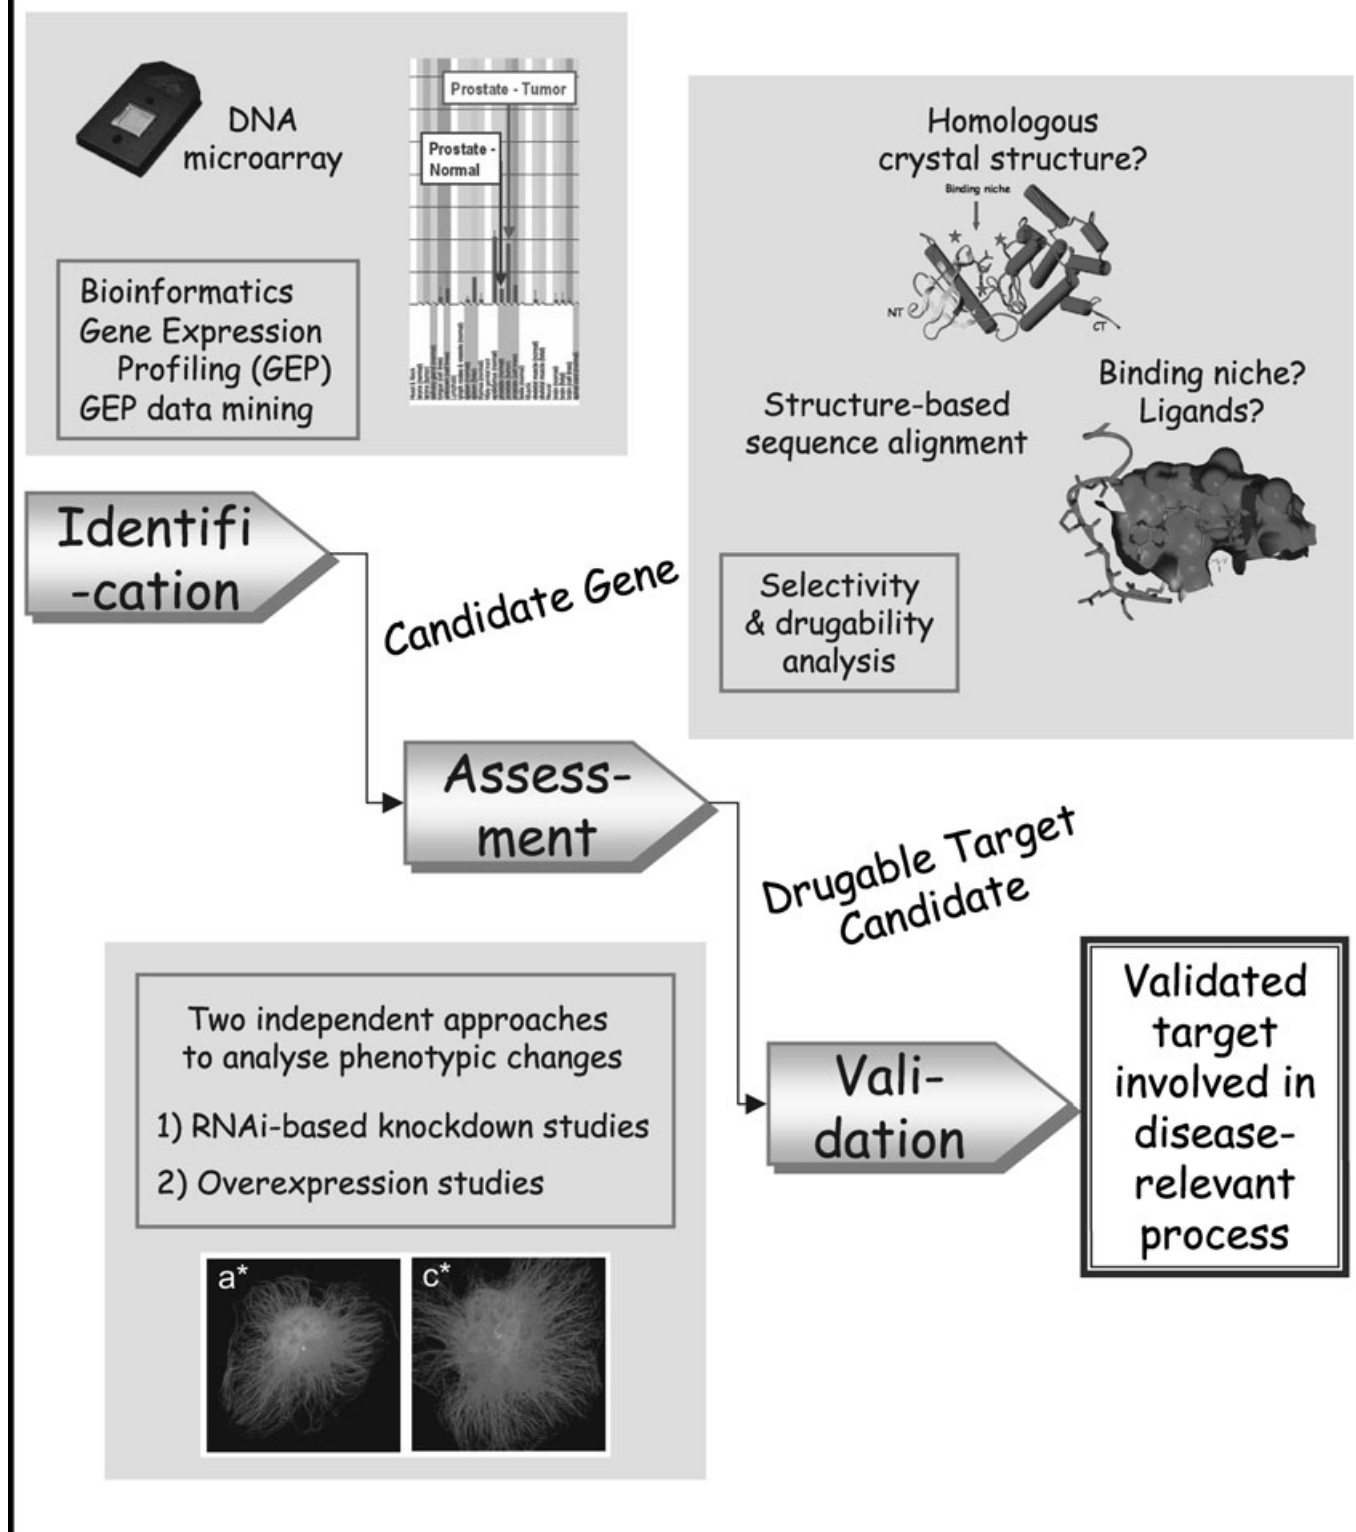 DNA
microarray
Prostate - Tumor
Prostate -
Normal
Bioinformatics
Gene Expression
Profiling (GEP)
GEP data mining
Homologous
crystal structure?
Binding niche
NT
CT
Structure-based
sequence alignment
Binding niche?
Ligands?
Selectivity
& drugability
analysis
Identifi
-cation
Candidate Gene
Assess-
ment
Drugable Target
Candidate
Two independent approaches
to analyse phenotypic changes
1) RNAi-based knockdown studies
2) Overexpression studies
a*
c*
Vali-
dation
Validated
target
involved in
disease-
relevant
process